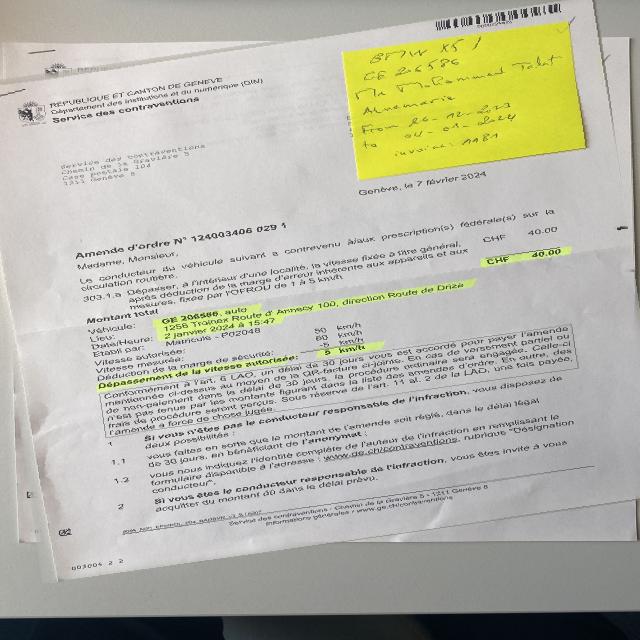 REPUBLIQUE ET CANTON DE GENEVE
Département des institutions et du numérique (DIN)
Service des contraventions
BMW X5 /
GE 206586
Mr Mohammed Talat
From 26-12-2023
to 04-01-2024
invoice: 1181
Service des contraventions
Chemin de la Gravière 5
Case postale 104
1211 Genève 8
Genève, le 7 février 2024
Amende d'ordre N° 124003406 029 1
Madame, Monsieur,
Le conducteur du véhicule suivant a contrevenu à/aux prescription(s) fédérale(s) sur la
circulation routière.
303.1.a Dépasser, à l'intérieur d'une localité, la vitesse fixée à titre général, CHF 40.00
après déduction de la marge d'erreur inhérente aux appareils et aux
mesures, fixée par l'OFROU de 1 à 5 km/h
Montant total CHF 40.00
Véhicule: GE 206586, auto
Lieu: 1256 Troinex Route d' Annecy 100, direction Route de Drize
Date/Heure: 2 janvier 2024 à 15:47
Etabli par: Matricule - P02048
Vitesse autorisée: 50 km/h
Vitesse mesurée: 60 km/h
Déduction de la marge de sécurité: -5 km/h
Dépassement de la vitesse autorisée: 5 km/h
Conformément à l'art. 6 LAO, un délai de 30 jours vous est accordé pour payer l'amende
mentionnée ci-dessus au moyen de la QR-facture ci-jointe. En cas de versement partiel ou
de non-paiement dans le délai de 30 jours, la procédure ordinaire sera engagée. Celle-ci
n'est pas tenue par les montants figurant dans la liste des amendes d'ordre. En outre, des
frais de procédure seront perçus. Sous réserve de l'art. 11 al. 2 de la LAO, une fois payée,
l'amende a force de chose jugée.
1 Si vous n'êtes pas le conducteur responsable de l'infraction, vous disposez de
deux possibilités :
1.1 vous faites en sorte que le montant de l'amende soit réglé, dans le délai légal
de 30 jours, en bénéficiant de l'anonymat ;
1.2 vous nous indiquez l'identité complète de l'auteur de l'infraction en remplissant le
formulaire disponible à l'adresse : www.ge.ch/contraventions, rubrique "Désignation
conducteur".
2 Si vous êtes le conducteur responsable de l'infraction, vous êtes invité à vous
acquitter du montant dû dans le délai prévu.
Service des contraventions - Chemin de la Gravière 5 - 1211 Genève 8
Informations générales / www.ge.ch/contraventions
003004 2 2